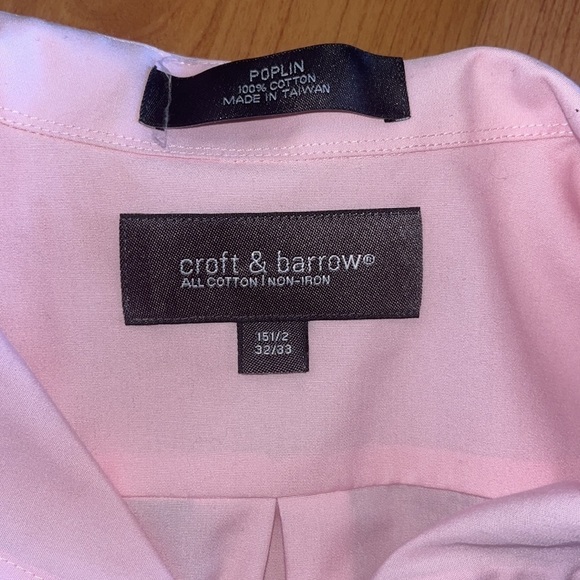 POPLIN
100% COTTON
MADE IN TAIWAN
croft & barrow®
ALL COTTON | NON-IRON
15 1/2
32/33